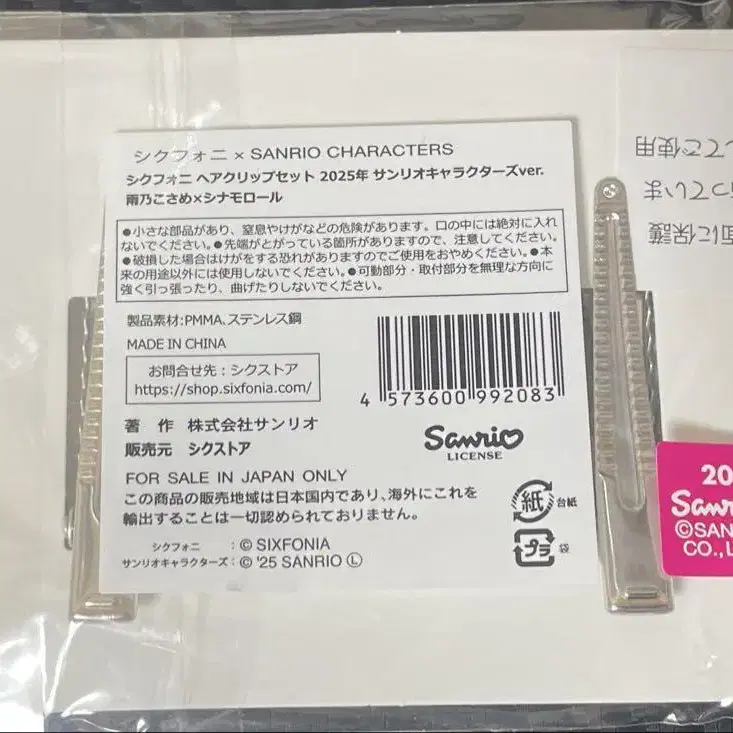 シクフォニ × SANRIO CHARACTERS
シクフォニ ヘアクリップセット 2025年 サンリオキャラクターズver.
雨乃こさめ×シナモロール
●小さな部品があり、窒息やけがなどの危険があります。口の中には絶対に入れ
ないでください。●先端がとがっている箇所がありますので、注意してください。
●破損した場合はけがをする恐れがありますのでご使用をおやめください。●本
来の用途以外には使用しないでください。●可動部分・取付部分を無理な方向に
強く引っ張ったり、曲げたりしないでください。
製品素材:PMMA、ステンレス鋼
MADE IN CHINA
お問合せ先：シクストア
https://shop.sixfonia.com/
4 573600 992083
著 作 株式会社サンリオ
販売元 シクストア
Sanrio
LICENSE
FOR SALE IN JAPAN ONLY
この商品の販売地域は日本国内であり、海外にこれを
輸出することは一切認められておりません。
紙 台紙
プラ 袋
シクフォニ ：© SIXFONIA
サンリオキャラクターズ：© '25 SANRIO Ⓛ
面に保護
っていま
してご使用
20
Sanr
©SAN
CO.,L